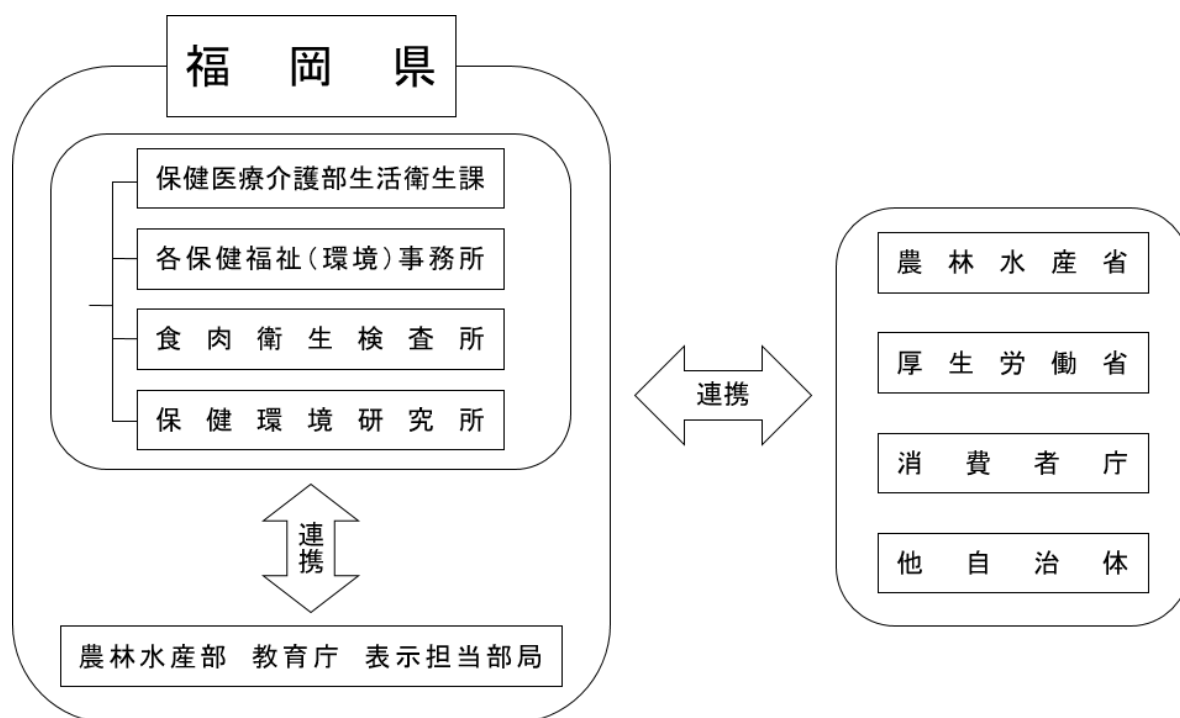 福岡県
保健医療介護部生活衛生課
各保健福祉(環境)事務所
食肉衛生検査所
保健環境研究所
連携
農林水産部 教育庁 表示担当部局
連携
農林水産省
厚生労働省
消費者庁
他自治体